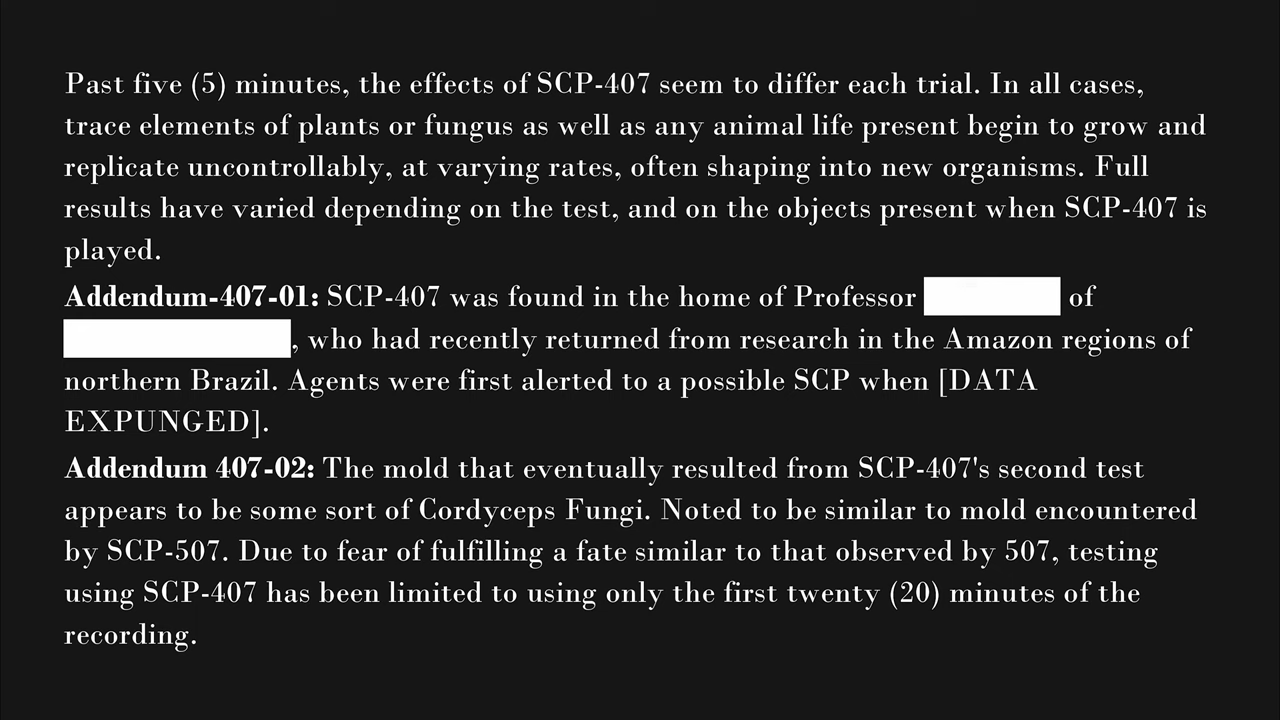 Past five (5) minutes, the effects of SCP-407 seem to differ each trial. In all cases,
trace elements of plants or fungus as well as any animal life present begin to grow and
replicate uncontrollably, at varying rates, often shaping into new organisms. Full
results have varied depending on the test, and on the objects present when SCP-407 is
played.
Addendum-407-01: SCP-407 was found in the home of Professor of
, who had recently returned from research in the Amazon regions of
northern Brazil. Agents were first alerted to a possible SCP when [DATA
EXPUNGED].
Addendum 407-02: The mold that eventually resulted from SCP-407's second test
appears to be some sort of Cordyceps Fungi. Noted to be similar to mold encountered
by SCP-507. Due to fear of fulfilling a fate similar to that observed by 507, testing
using SCP-407 has been limited to using only the first twenty (20) minutes of the
recording.